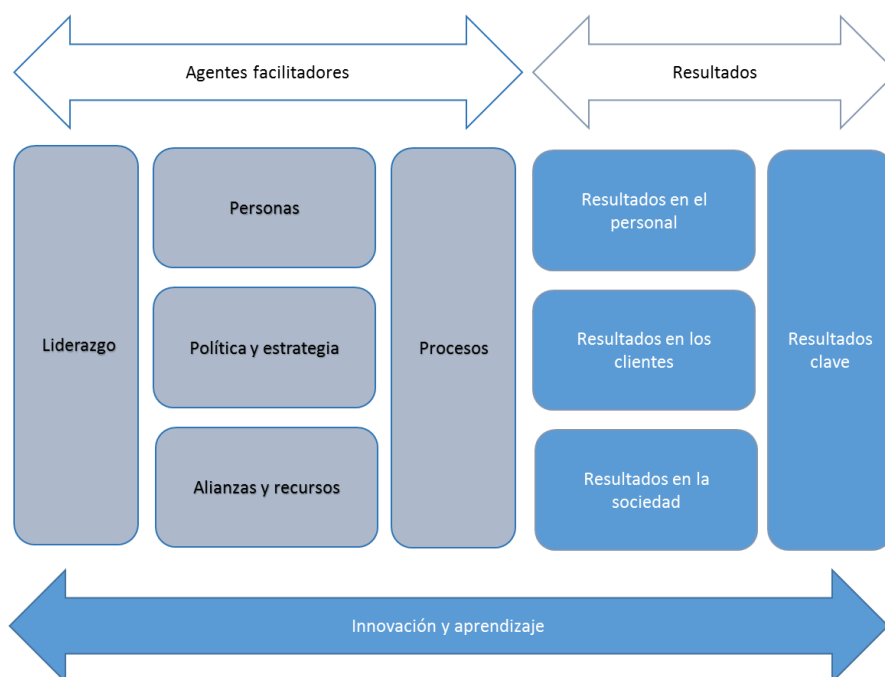 Agentes facilitadores
Resultados
Personas
Resultados en el
personal
Liderazgo
Política y estrategia
Procesos
Resultados en los
clientes
Resultados
clave
Alianzas y recursos
Resultados en la
sociedad
Innovación y aprendizaje